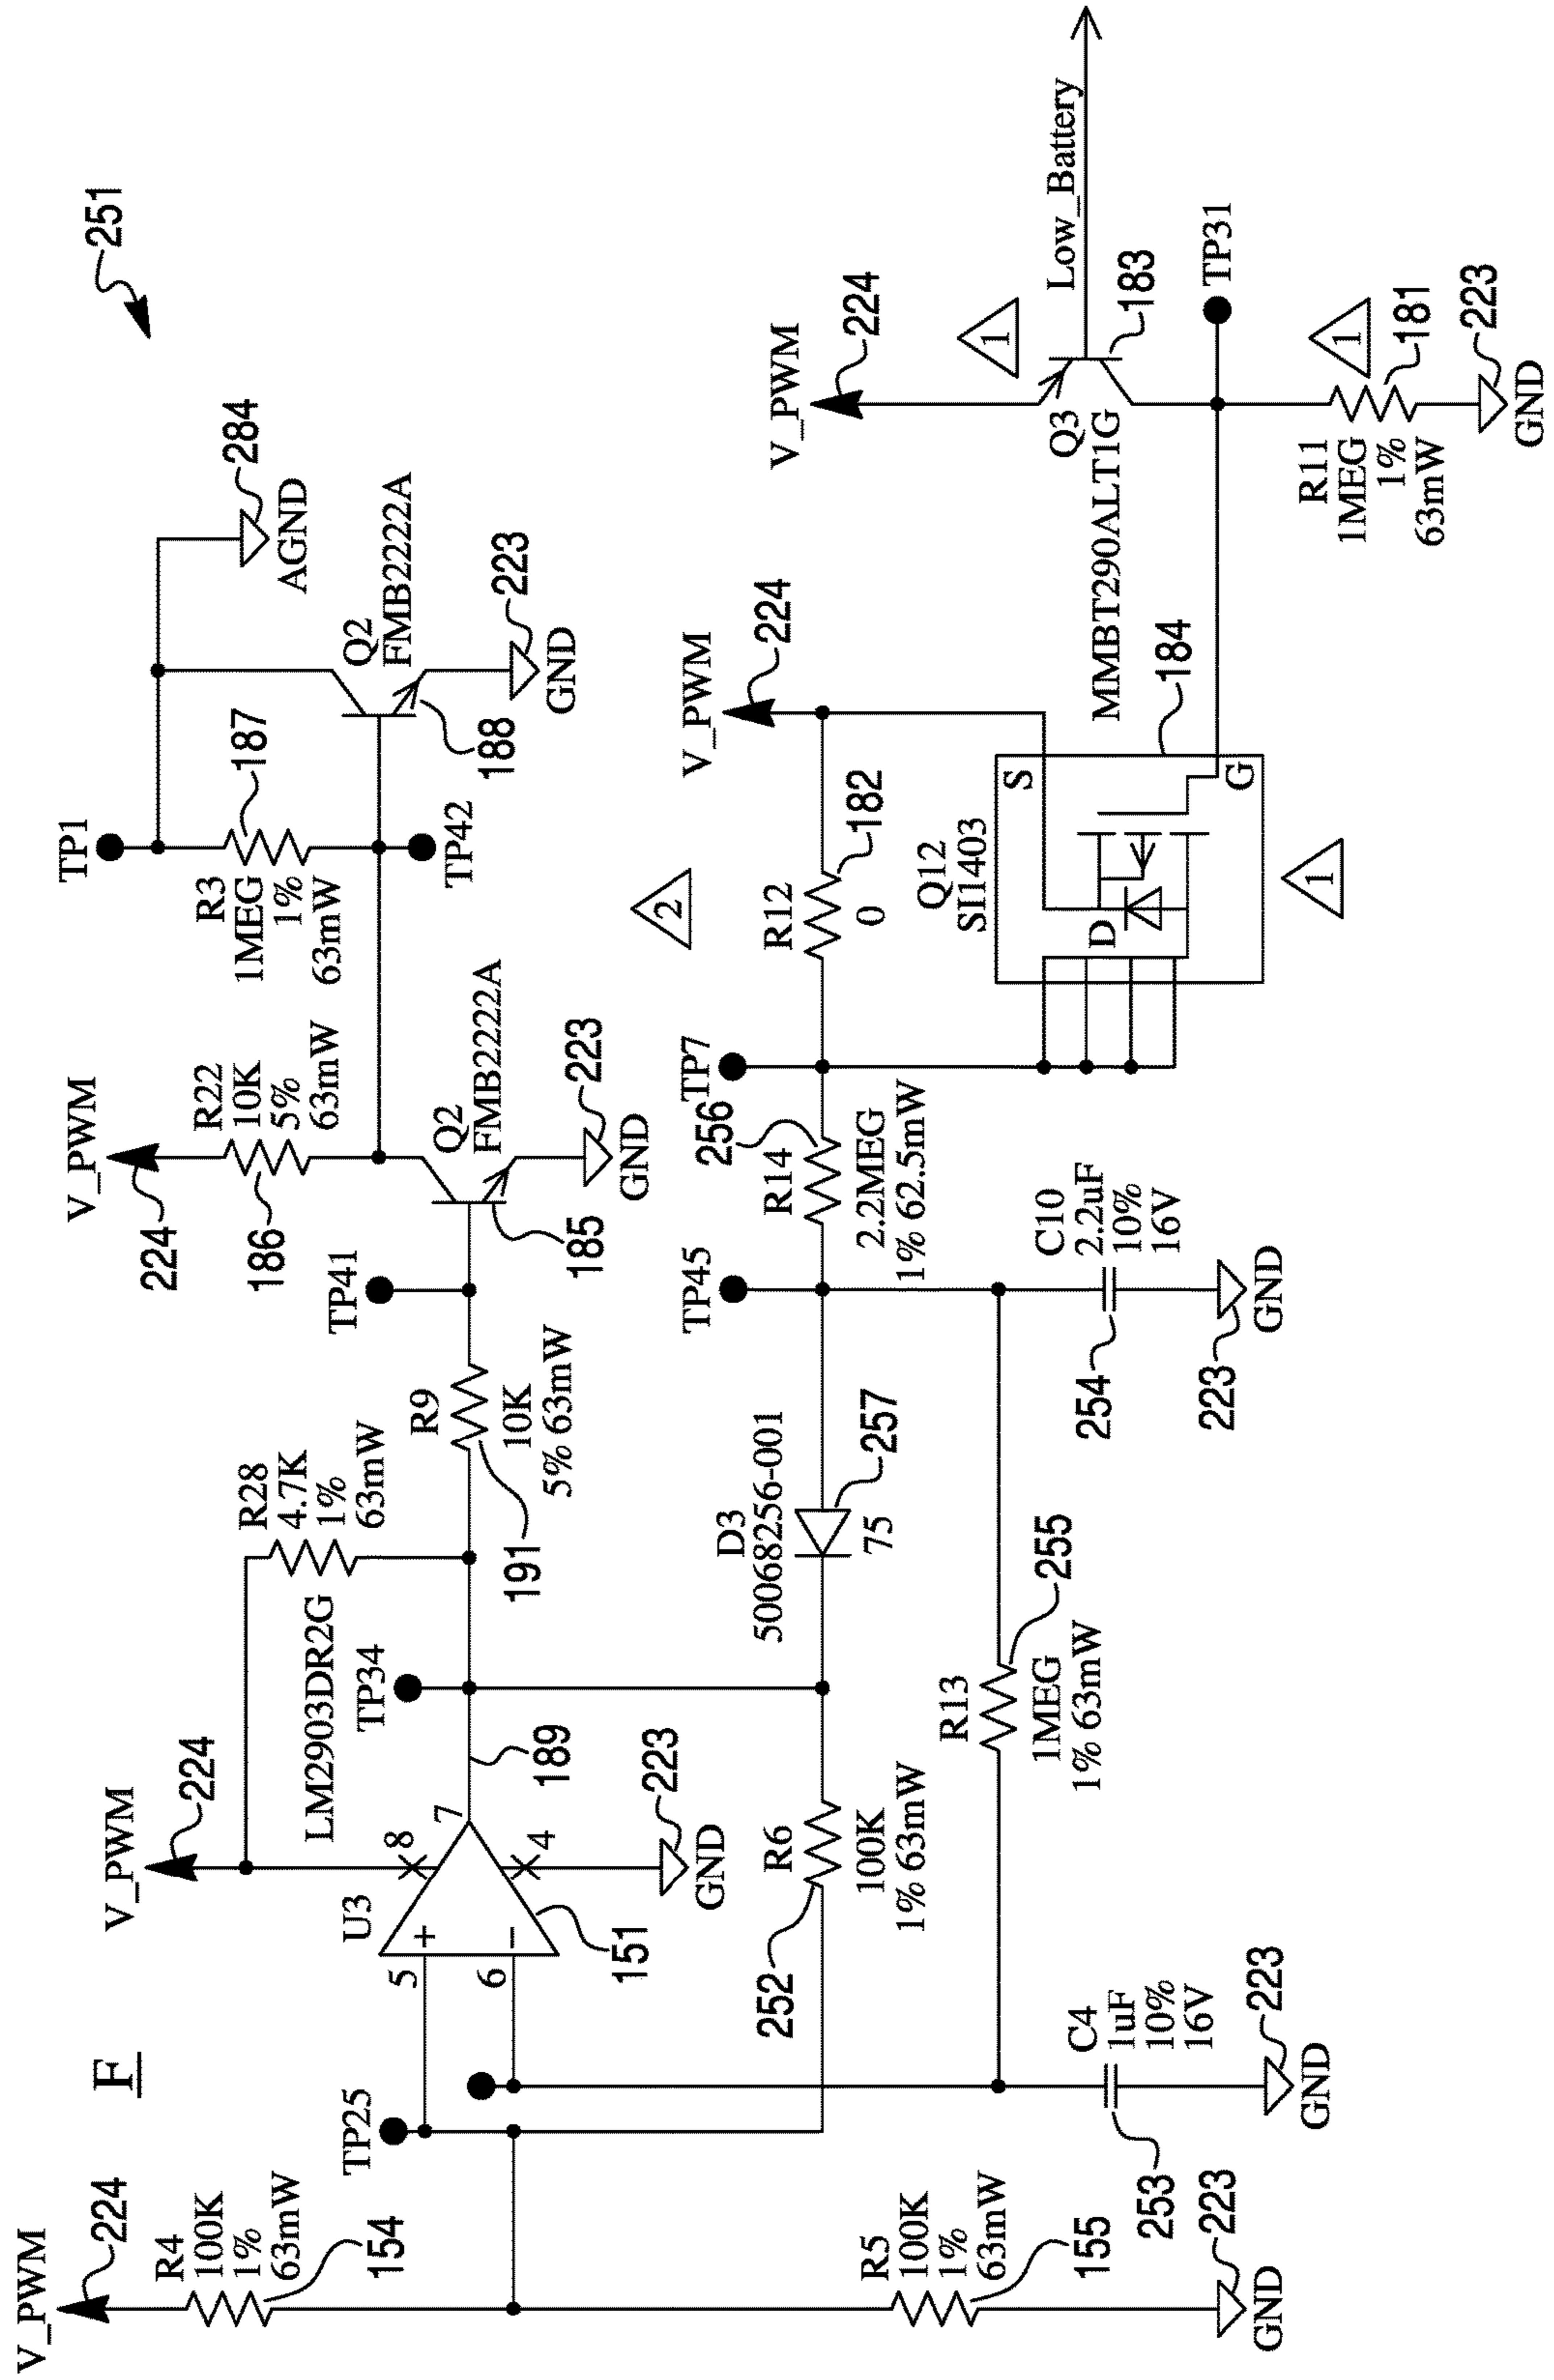 F
251
V_PWM
224
R4
100K
1%
63mW
154
R5
100K
1%
63mW
155
223
GND
TP25
V_PWM
224
U3
5
6
+
-
8
4
7
LM2903DR2G
151
189
223
GND
R28
4.7K
1%
63mW
TP34
R9
10K
5% 63mW
191
TP41
V_PWM
224
R22
10K
5%
63mW
186
Q2
FMB2222A
185
223
GND
TP1
R3
1MEG
1%
63mW
187
TP42
Q2
FMB2222A
188
223
GND
284
AGND
R6
100K
1% 63mW
252
D3
50068256-001
75
257
R13
1MEG
1% 63mW
255
C4
1uF
10%
16V
253
223
GND
TP45
C10
2.2uF
10%
16V
254
223
GND
R14
2.2MEG
1% 62.5mW
256
TP7
2
R12
0
182
V_PWM
224
Q12
SI1403
S
D
G
184
1
V_PWM
224
1
Q3
MMBT290ALT1G
183
Low_Battery
TP31
R11
1MEG
1%
63mW
1
181
223
GND